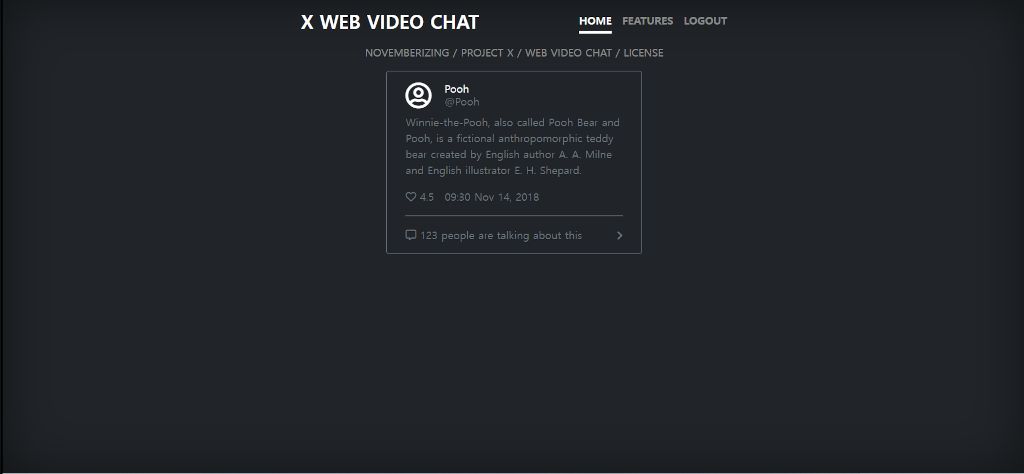 X WEB VIDEO CHAT
HOME FEATURES LOGOUT
NOVEMBERIZING / PROJECT X / WEB VIDEO CHAT / LICENSE
Pooh
@Pooh
Winnie-the-Pooh, also called Pooh Bear and
Pooh, is a fictional anthropomorphic teddy
bear created by English author A. A. Milne
and English illustrator E. H. Shepard.
4.5 09:30 Nov 14, 2018
123 people are talking about this